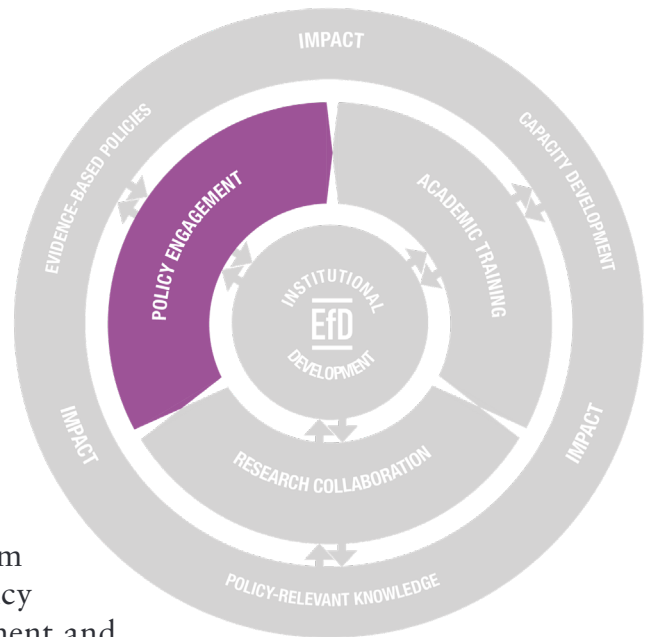 IMPACT
EVIDENCE-BASED POLICIES
CAPACITY DEVELOPMENT
POLICY ENGAGEMENT
ACADEMIC TRAINING
INSTITUTIONAL
EfD
DEVELOPMENT
IMPACT
IMPACT
RESEARCH COLLABORATION
POLICY-RELEVANT KNOWLEDGE